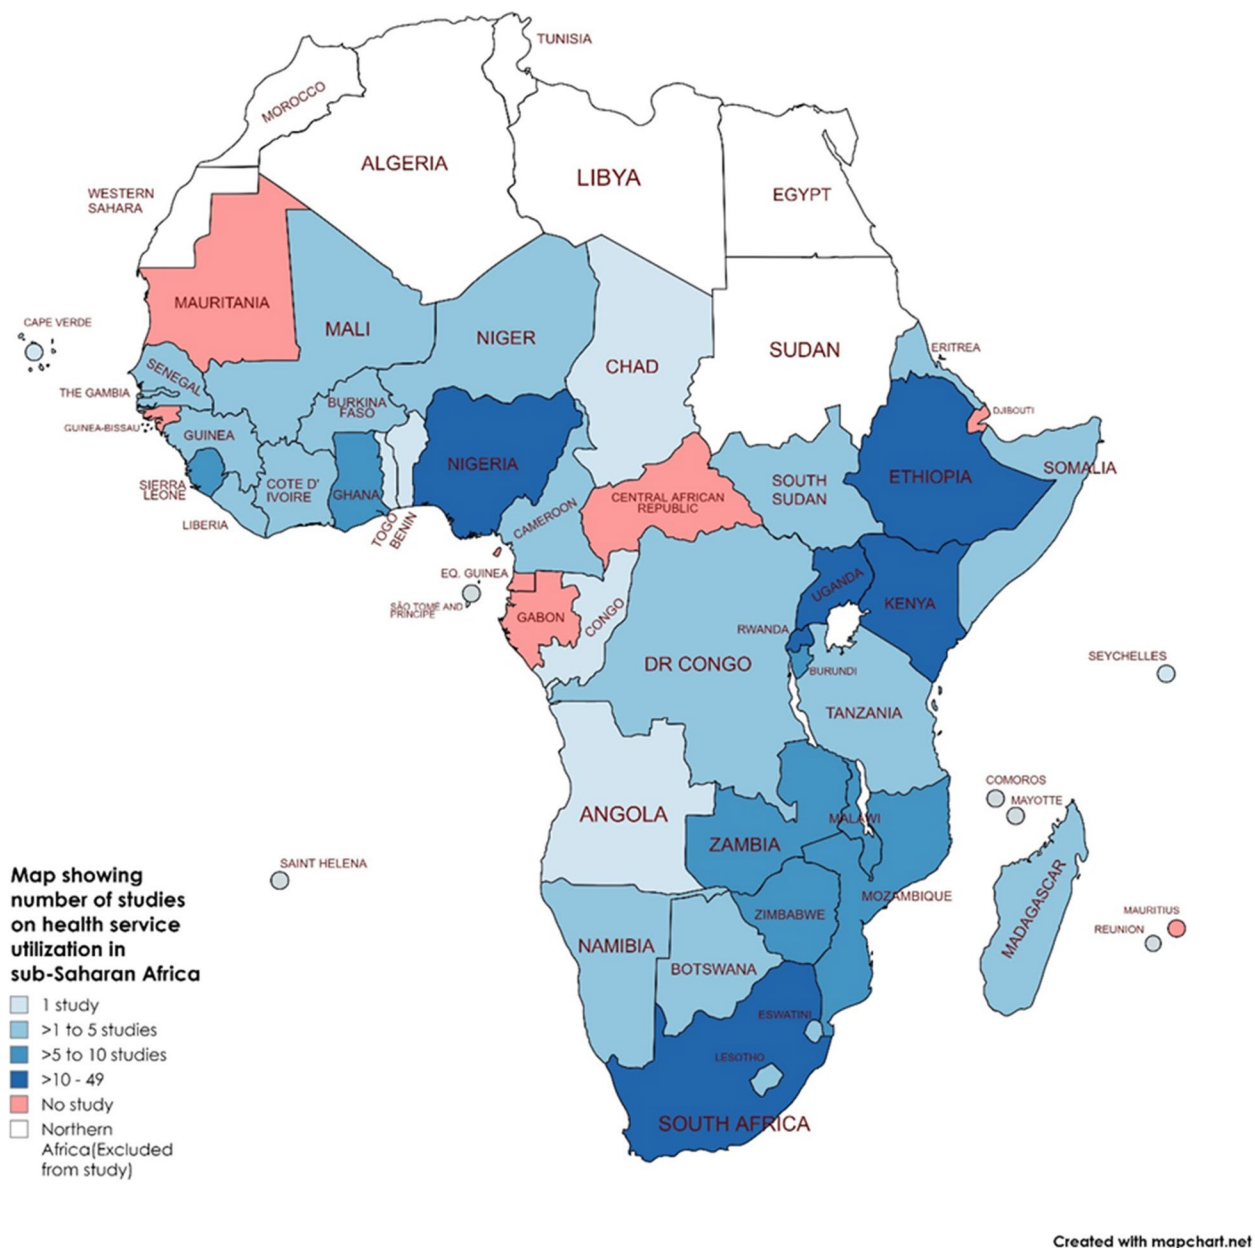 TUNISIA
MOROCCO
ALGERIA
LIBYA
EGYPT
WESTERN
SAHARA
MAURITANIA
CAPE VERDE
MALI
NIGER
CHAD
SUDAN
ERITREA
SENEGAL
THE GAMBIA
BURKINA
FASO
DJIBOUTI
GUINEA-BISSAU
GUINEA
NIGERIA
SOUTH
SUDAN
ETHIOPIA
SOMALIA
SIERRA
LEONE
COTE D'
IVOIRE
GHANA
CENTRAL AFRICAN
REPUBLIC
LIBERIA
TOGO
BENIN
CAMEROON
EQ. GUINEA
SÃO TOMÉ AND
PRÍNCIPE
GABON
CONGO
UGANDA
KENYA
RWANDA
DR CONGO
BURUNDI
SEYCHELLES
TANZANIA
COMOROS
MAYOTTE
ANGOLA
MALAWI
ZAMBIA
SAINT HELENA
MOZAMBIQUE
MADAGASCAR
ZIMBABWE
MAURITIUS
REUNION
NAMIBIA
BOTSWANA
ESWATINI
LESOTHO
SOUTH AFRICA
Map showing
number of studies
on health service
utilization in
sub-Saharan Africa
1 study
>1 to 5 studies
>5 to 10 studies
>10 - 49
No study
Northern
Africa(Excluded
from study)
Created with mapchart.net